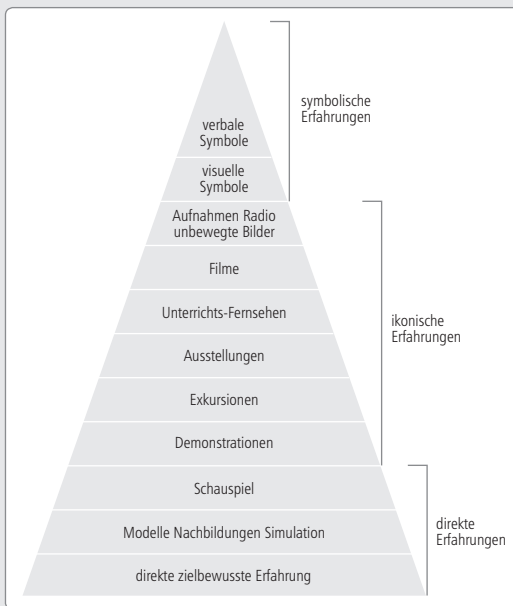 symbolische
Erfahrungen
verbale
Symbole
visuelle
Symbole
Aufnahmen Radio
unbewegte Bilder
Filme
Unterrichts-Fernsehen
ikonische
Erfahrungen
Ausstellungen
Exkursionen
Demonstrationen
Schauspiel
Modelle Nachbildungen Simulation
direkte
Erfahrungen
direkte zielbewusste Erfahrung